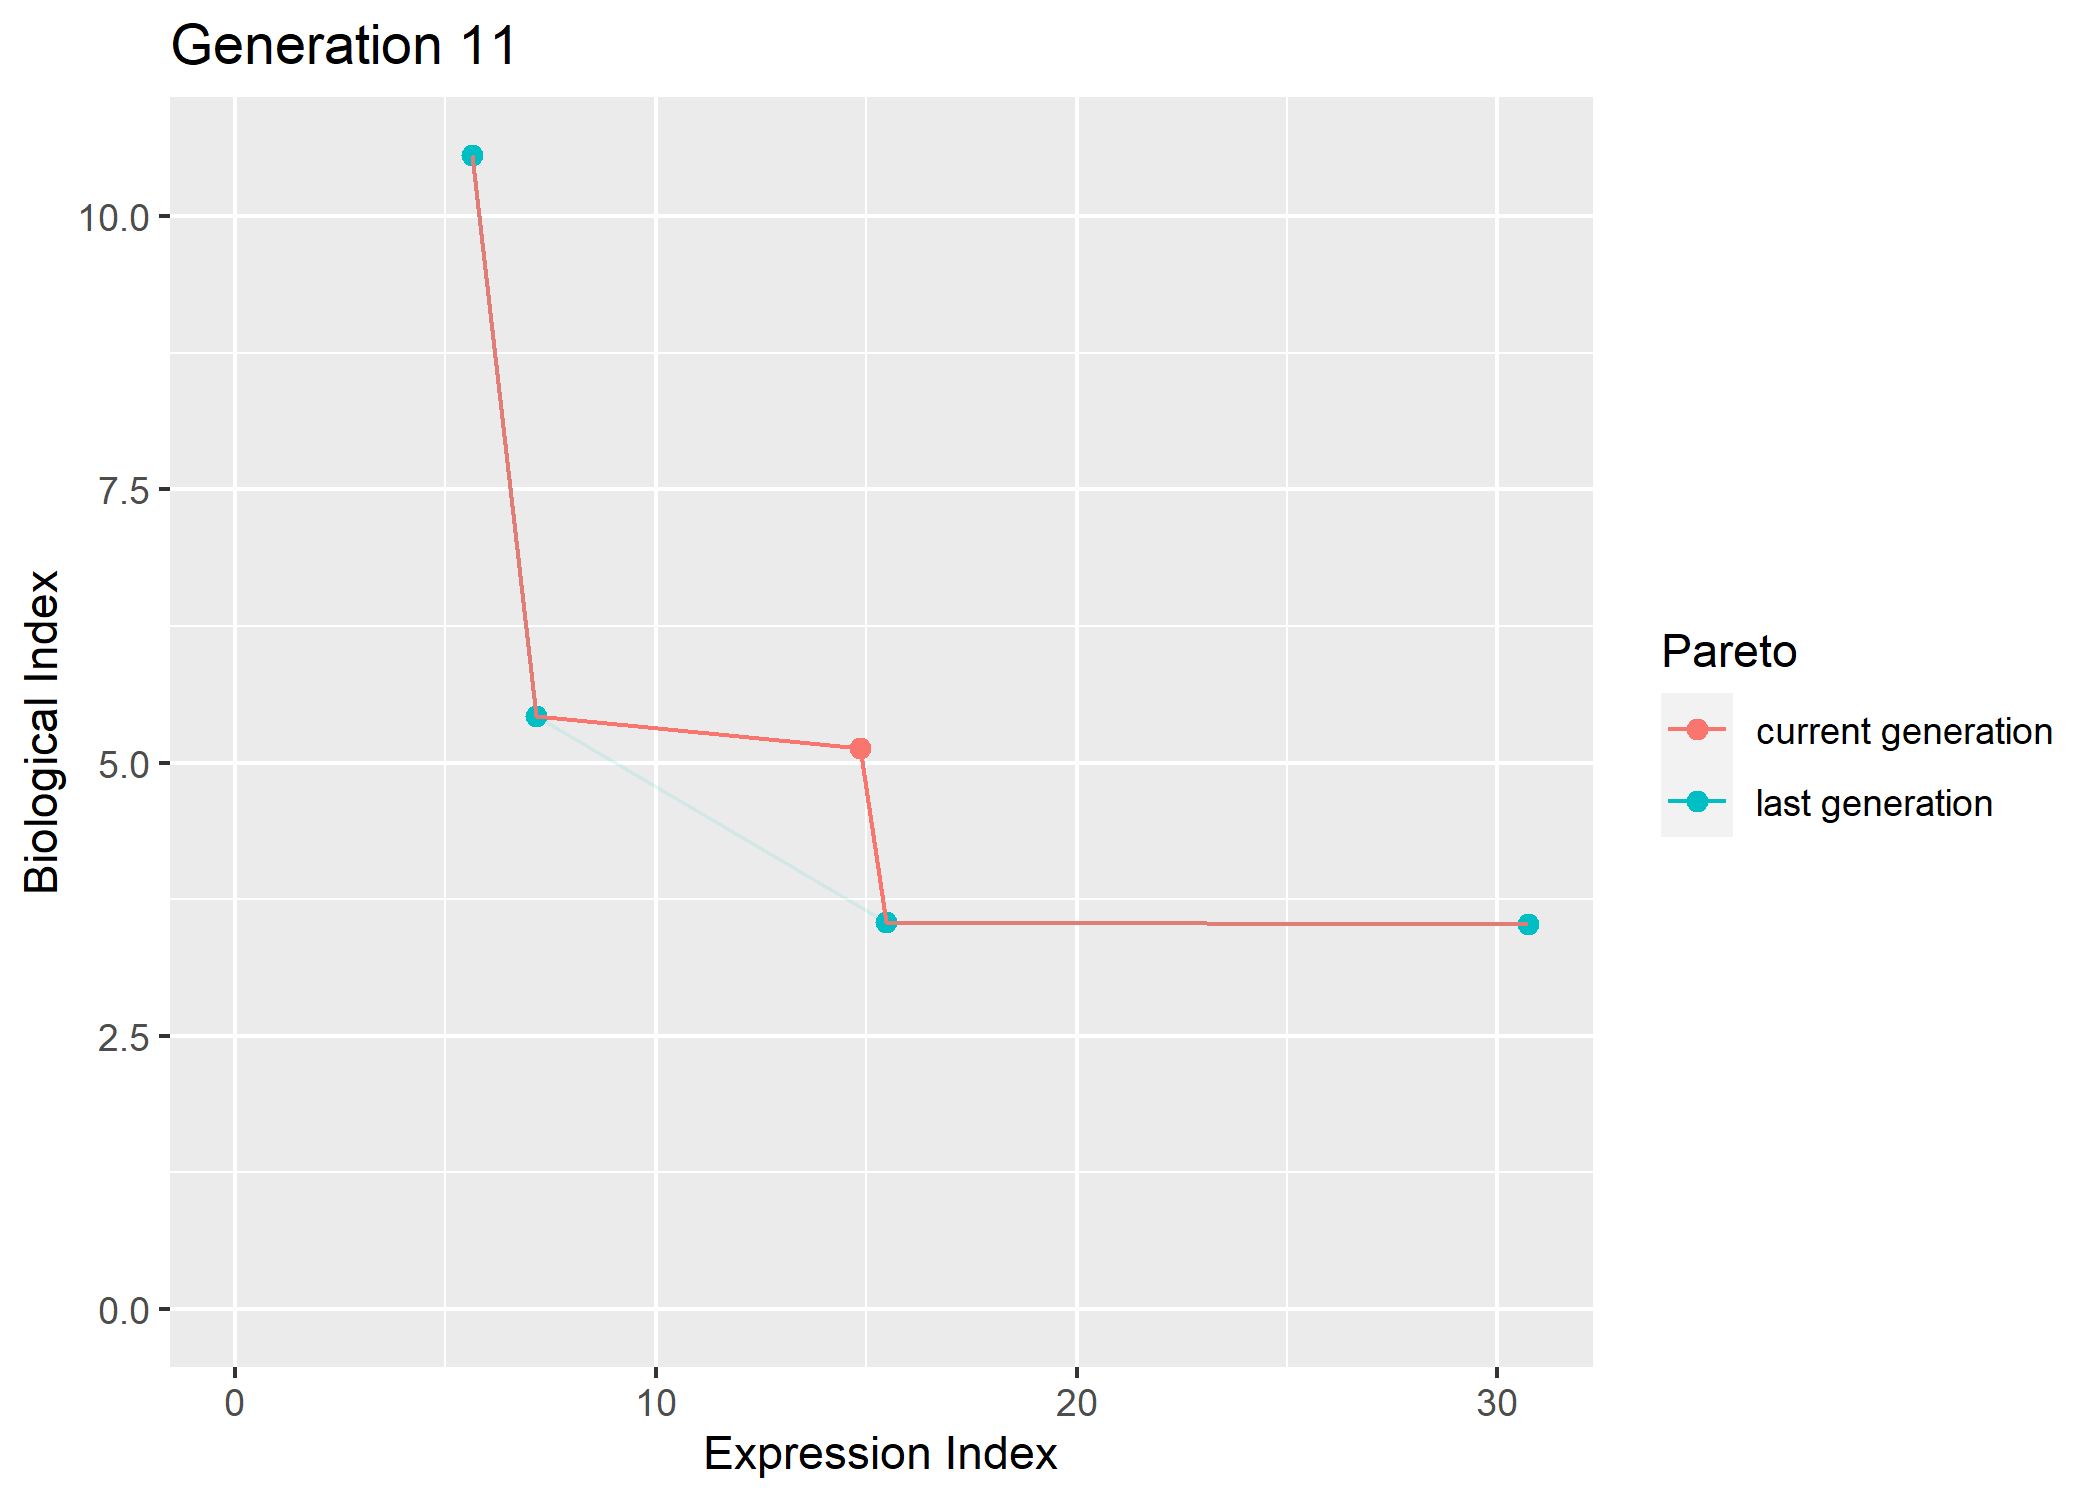 Generation 11
10.0
7.5
5.0
2.5
0.0
Biological Index
0 10 20 30
Expression Index
Pareto
current generation
last generation